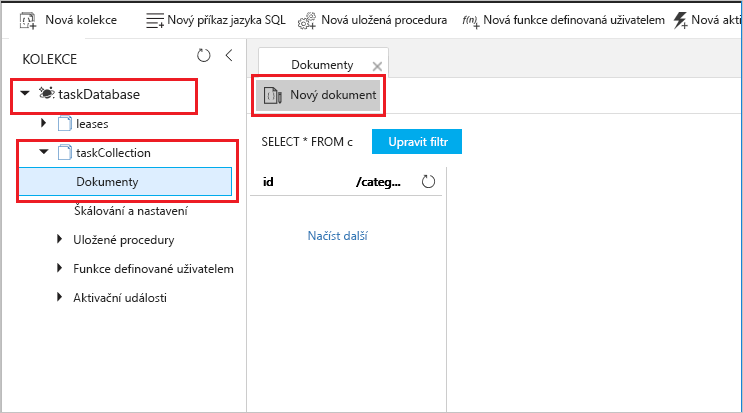 Nová kolekce
Nový příkaz jazyka SQL
Nová uložená procedura
Nová funkce definovaná uživatelem
Nová akti
KOLEKCE
taskDatabase
leases
taskCollection
Dokumenty
Škálování a nastavení
Uložené procedury
Funkce definované uživatelem
Aktivační události
Dokumenty
Nový dokument
SELECT * FROM c
Upravit filtr
id /categ...
Načíst další